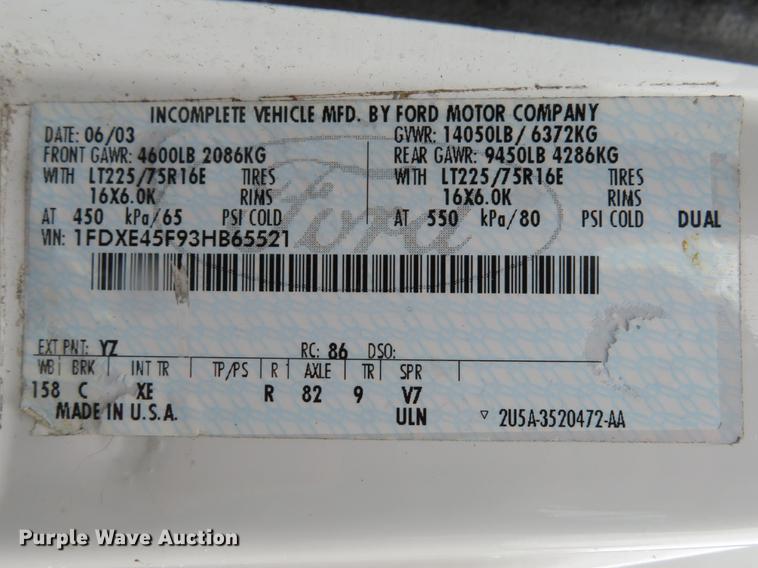 INCOMPLETE VEHICLE MFD. BY FORD MOTOR COMPANY
DATE: 06/03 GVWR: 14050LB/ 6372KG
FRONT GAWR: 4600LB 2086KG REAR GAWR: 9450LB 4286KG
WITH LT225/75R16E TIRES WITH LT225/75R16E TIRES
16X6.0K RIMS 16X6.0K RIMS
AT 450 kPa/65 PSI COLD AT 550 kPa/80 PSI COLD DUAL
VIN: 1FDXE45F93HB65521
Ford
EXT PNT: YZ RC: 86 DSO:
WB BRK INT TR TP/PS R AXLE TR SPR
158 C XE R 82 9 V7
MADE IN U.S.A. ULN ▽ 2U5A-3520472-AA
Purple Wave Auction